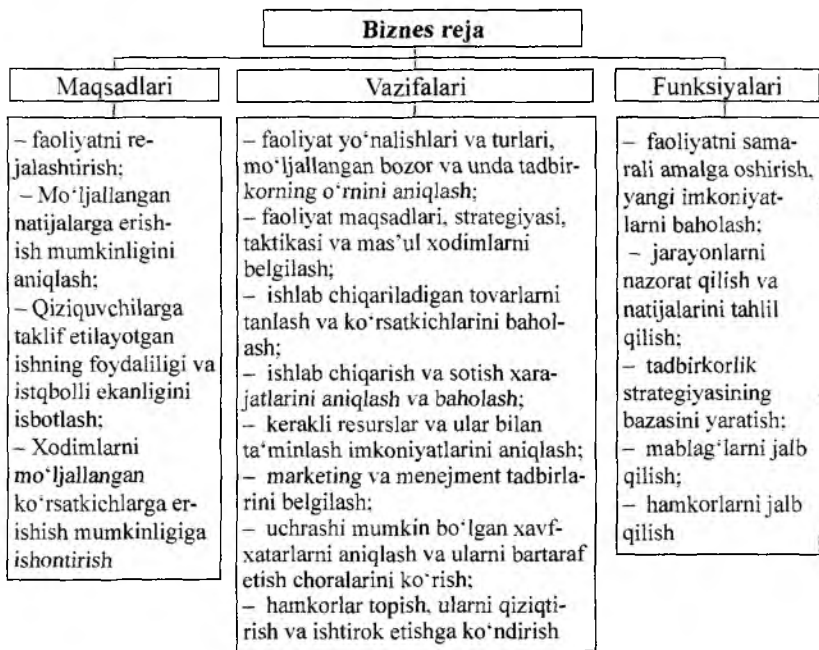 Biznes reja
Maqsadlari
– faoliyatni re-
jalashtirish;
– Mo‘ljallangan
natijalarga erish-
ish mumkinligini
aniqlash;
– Qiziquvchilarga
taklif etilayotgan
ishning foydaliligi va
istqbolli ekanligini
isbotlash;
– Xodimlarni
mo‘ljallangan
ko‘rsatkichlarga er-
ishish mumkinligiga
ishontirish
Vazifalari
– faoliyat yo‘nalishlari va turlari,
mo‘ljallangan bozor va unda tadbir-
korning o‘rnini aniqlash;
– faoliyat maqsadlari, strategiyasi,
taktikasi va mas’ul xodimlarni
belgilash;
– ishlab chiqariladigan tovarlarni
tanlash va ko‘rsatkichlarini bahol-
ash;
– ishlab chiqarish va sotish xara-
jatlarini aniqlash va baholash;
– kerakli resurslar va ular bilan
ta’minlash imkoniyatlarini aniqlash;
– marketing va menejment tadbirla-
rini belgilash;
– uchrashi mumkin bo‘lgan xavf-
xatarlarni aniqlash va ularni bartaraf
etish choralarini ko‘rish;
– hamkorlar topish, ularni qiziqti-
rish va ishtirok etishga ko‘ndirish
Funksiyalari
– faoliyatni sama-
rali amalga oshirish,
yangi imkoniyat-
larni baholash;
– jarayonlarni
nazorat qilish va
natijalarini tahlil
qilish;
– tadbirkorlik
strategiyasining
bazasini yaratish;
– mablag‘larni jalb
qilish;
– hamkorlarni jalb
qilish